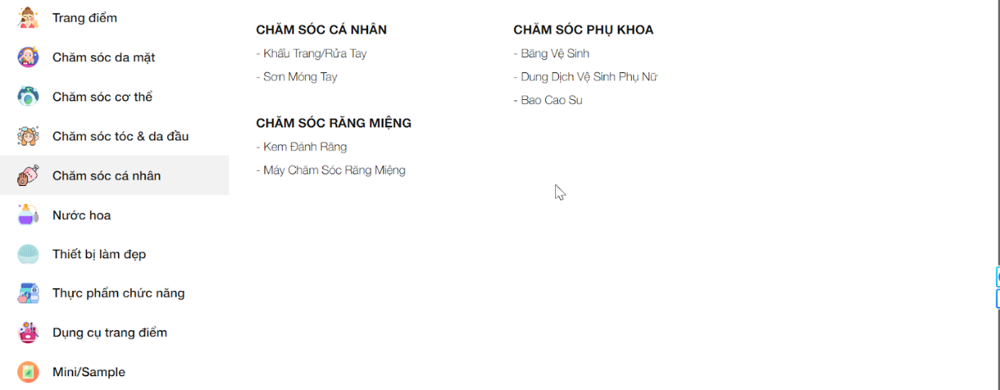 Trang điểm
Chăm sóc da mặt
Chăm sóc cơ thể
Chăm sóc tóc & da đầu
Chăm sóc cá nhân
Nước hoa
Thiết bị làm đẹp
Thực phẩm chức năng
Dụng cụ trang điểm
Mini/Sample
CHĂM SÓC CÁ NHÂN
- Khẩu Trang/Rửa Tay
- Sơn Móng Tay
CHĂM SÓC RĂNG MIỆNG
- Kem Đánh Răng
- Máy Chăm Sóc Răng Miệng
CHĂM SÓC PHỤ KHOA
- Băng Vệ Sinh
- Dung Dịch Vệ Sinh Phụ Nữ
- Bao Cao Su